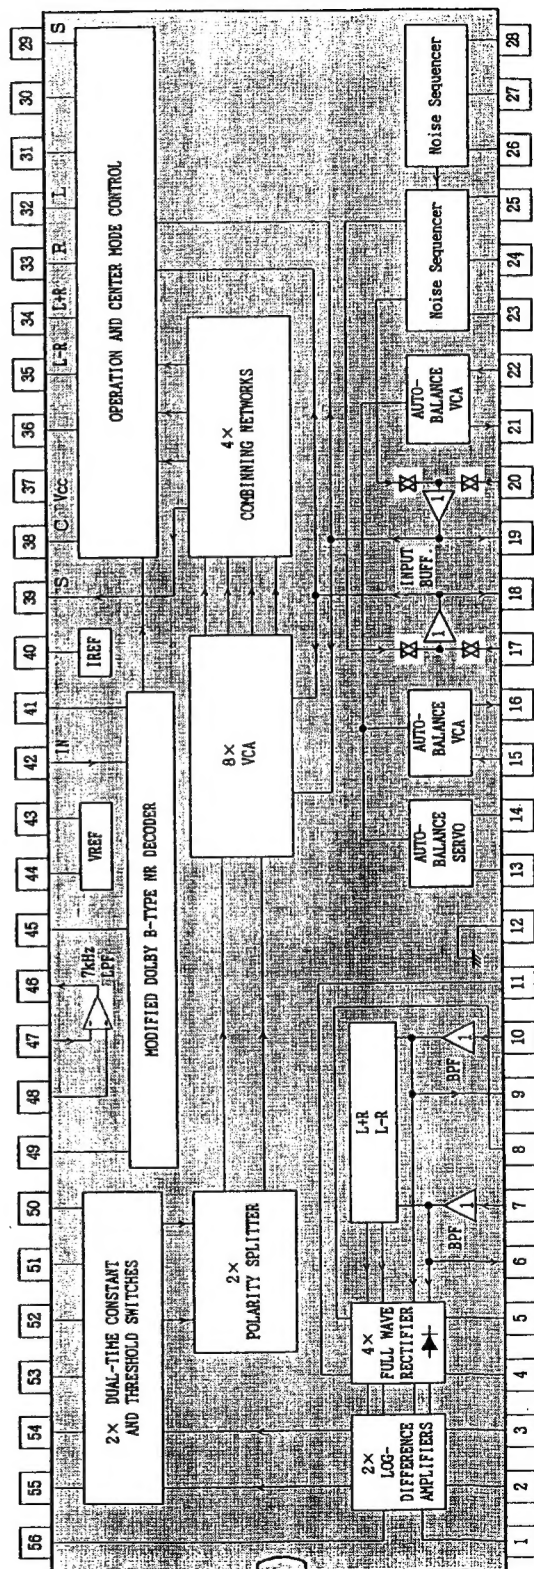 56 55 54 53 52 51 50 49 48 47 46 45 44 43 42 41 40 39 38 37 36 35 34 33 32 31 30 29
IN S C Vcc L-R L+R R L S
7kHz
LPF
2× DUAL-TIME CONSTANT
AND THRESHOLD SWITCHES
VREF
IREF
OPERATION AND CENTER MODE CONTROL
MODIFIED DOLBY B-TYPE NR DECODER
2×
POLARITY SPLITTER
8×
VCA
4×
COMBINNING NETWORKS
2×
LOG-
DIFFERENCE
AMPLIFIERS
4×
FULL WAVE
RECTIFIER
L+R
L-R
BPF
1
BPF
1
AUTO-
BALANCE
SERVO
AUTO-
BALANCE
VCA
1
INPUT
BUFF.
1
AUTO-
BALANCE
VCA
Noise Sequencer
Noise Sequencer
1 2 3 4 5 6 7 8 9 10 11 12 13 14 15 16 17 18 19 20 21 22 23 24 25 26 27 28